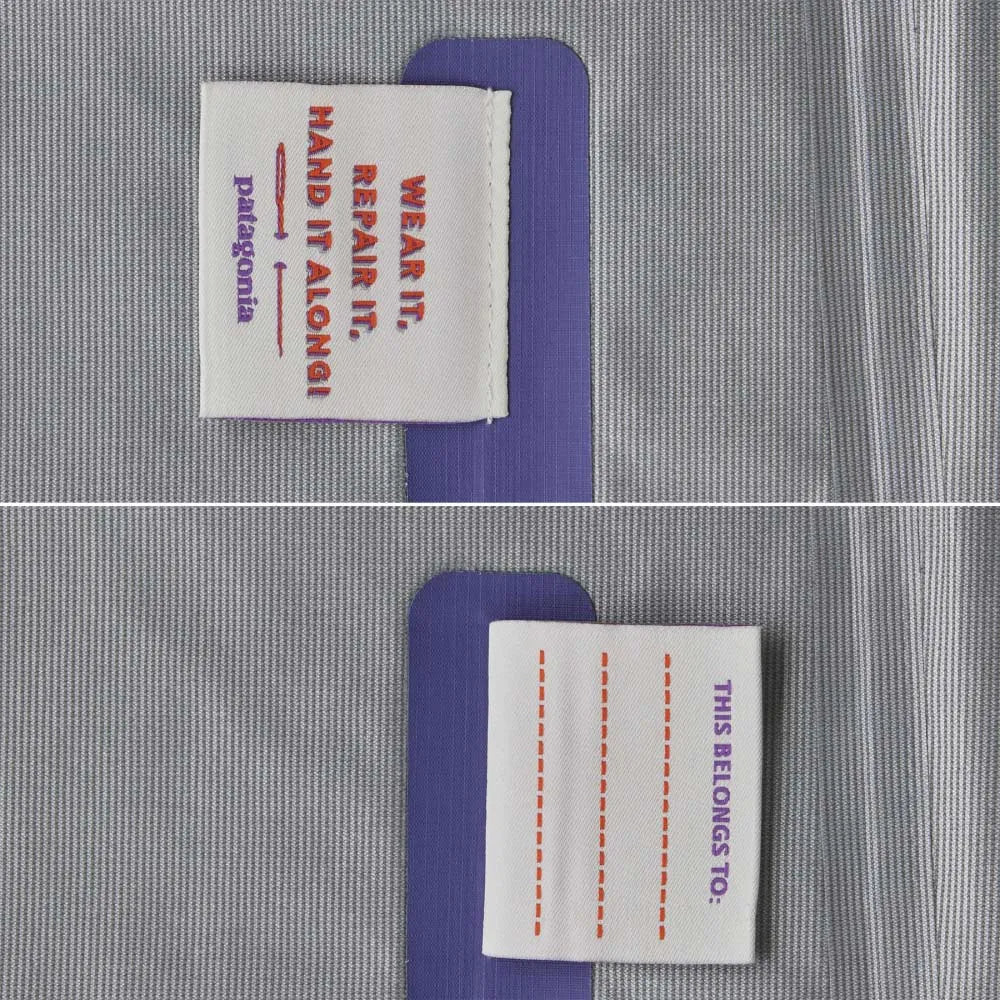 WEAR IT,
REPAIR IT,
HAND IT ALONG!
patagonia
THIS BELONGS TO: